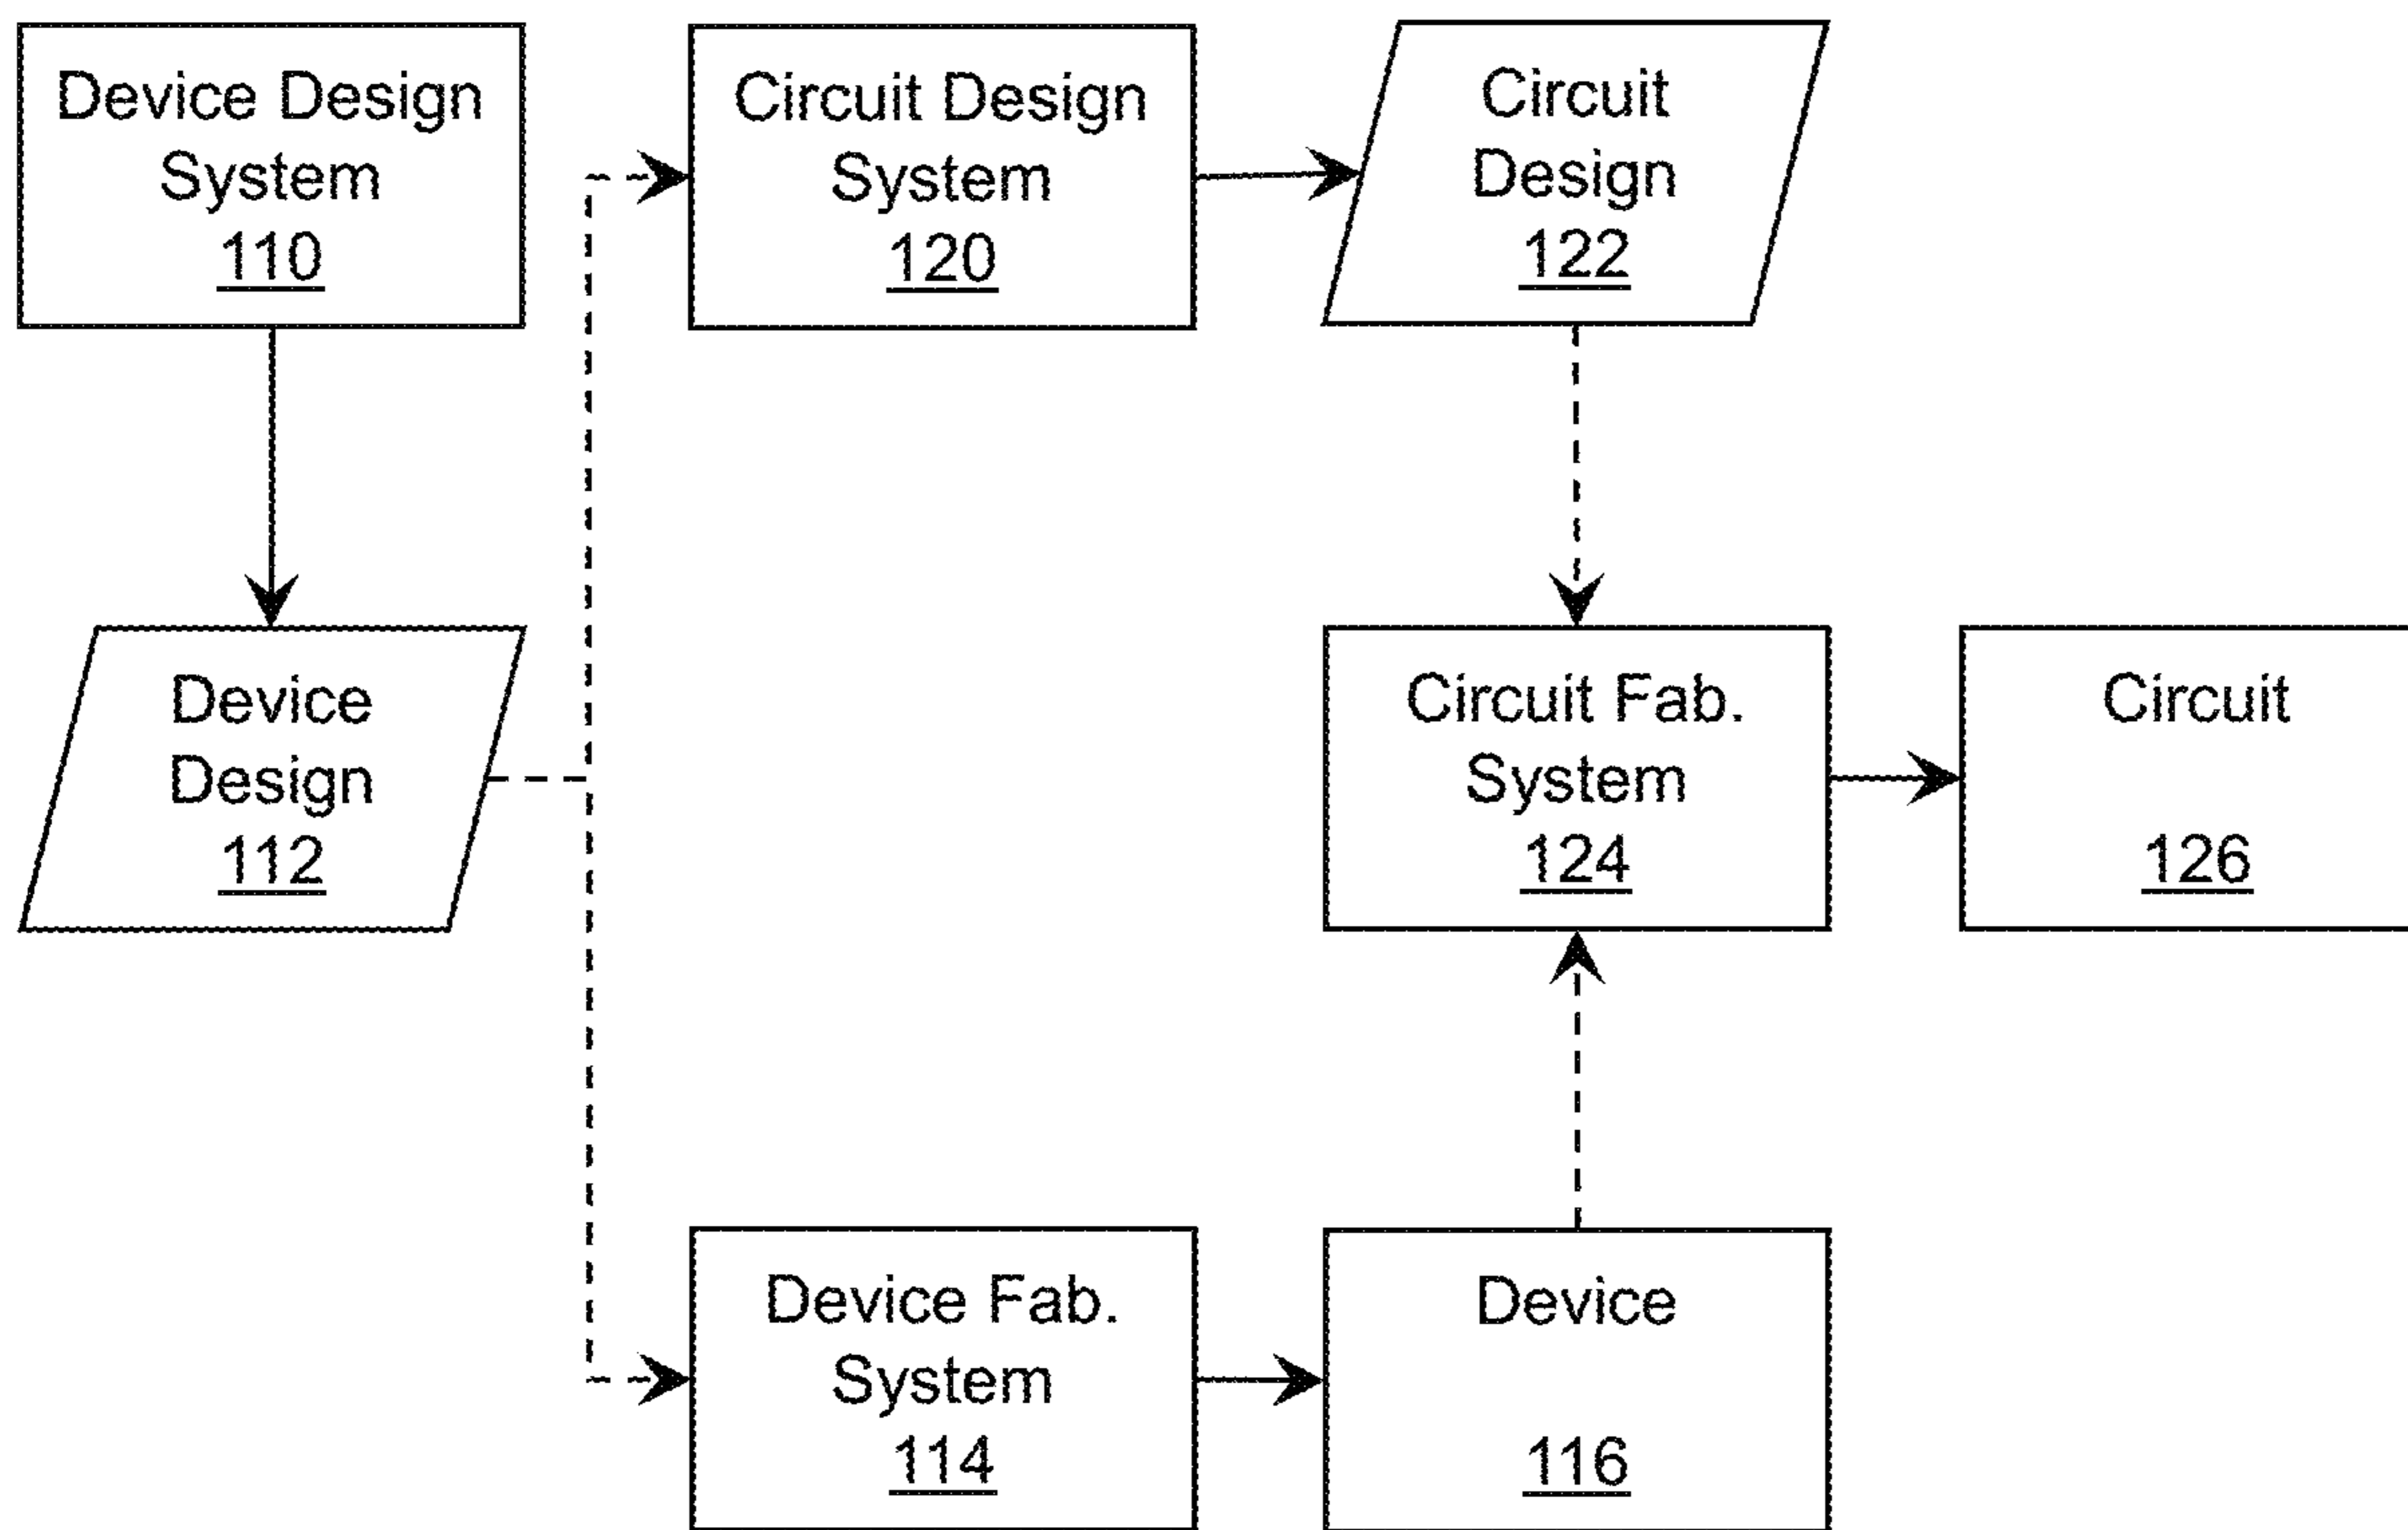 Device Design
System
110
Circuit Design
System
120
Circuit
Design
122
Device
Design
112
Circuit Fab.
System
124
Circuit
126
Device Fab.
System
114
Device
116